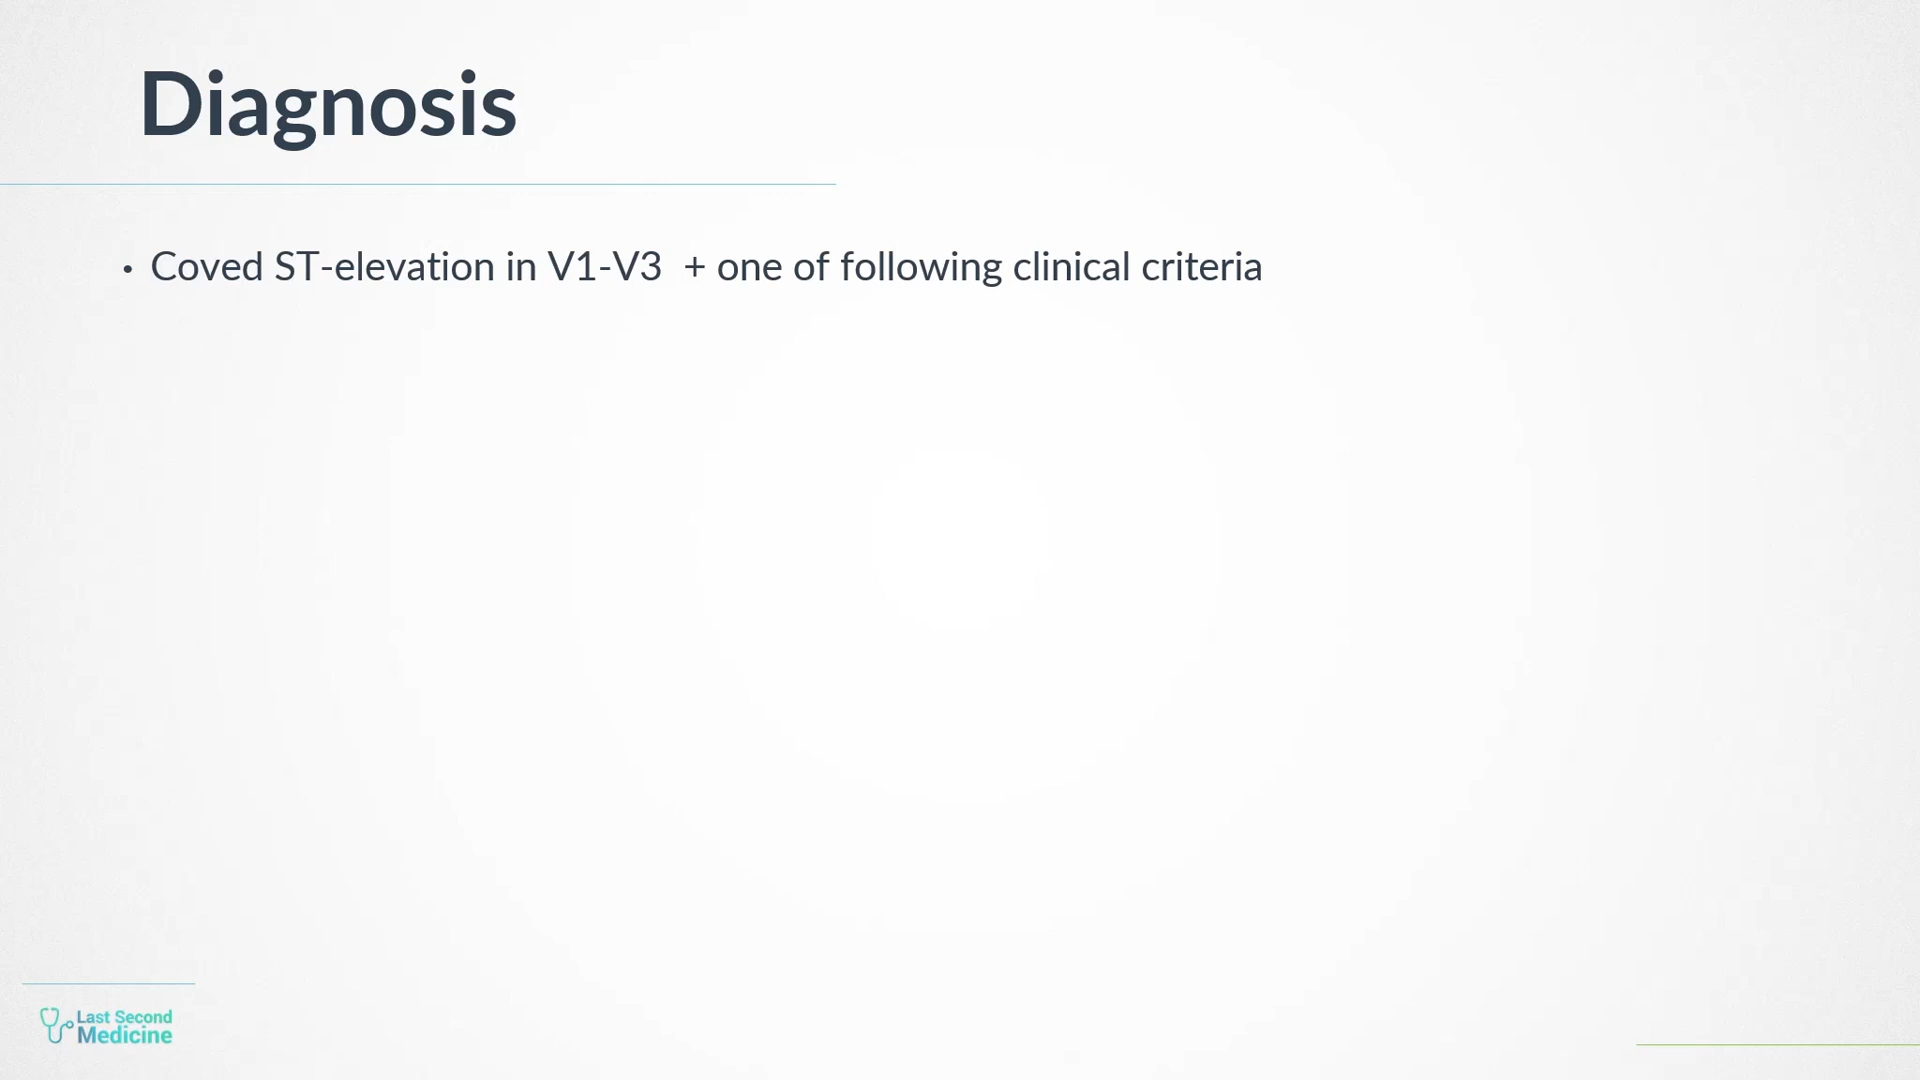 Diagnosis
• Coved ST-elevation in V1-V3 + one of following clinical criteria
Last Second
Medicine